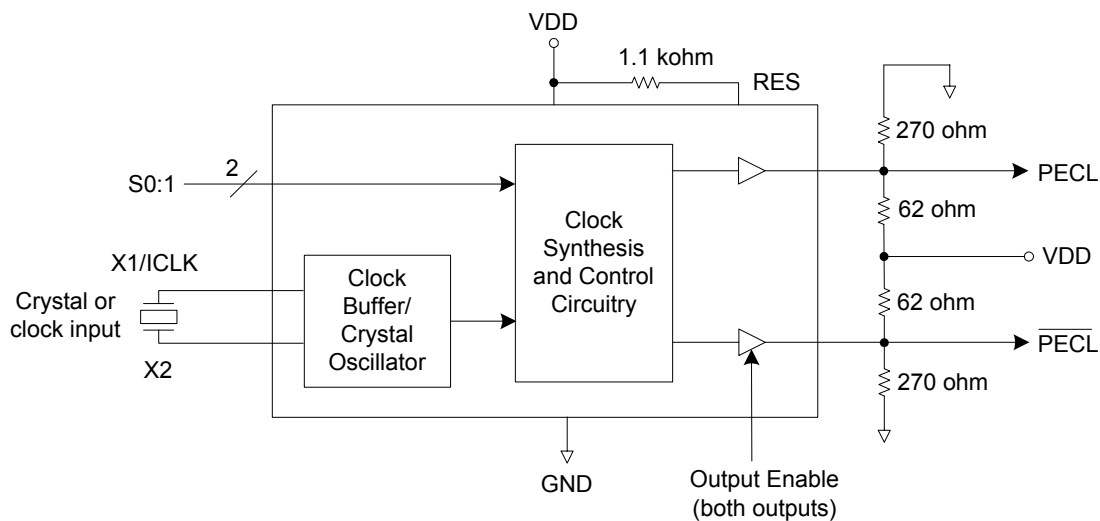 VDD
1.1 kohm
RES
270 ohm
2
S0:1
PECL
62 ohm
Clock
Synthesis
and Control
Circuitry
VDD
X1/ICLK
Clock
Buffer/
Crystal
Oscillator
Crystal or
clock input
62 ohm
PECL
X2
270 ohm
GND
Output Enable
(both outputs)